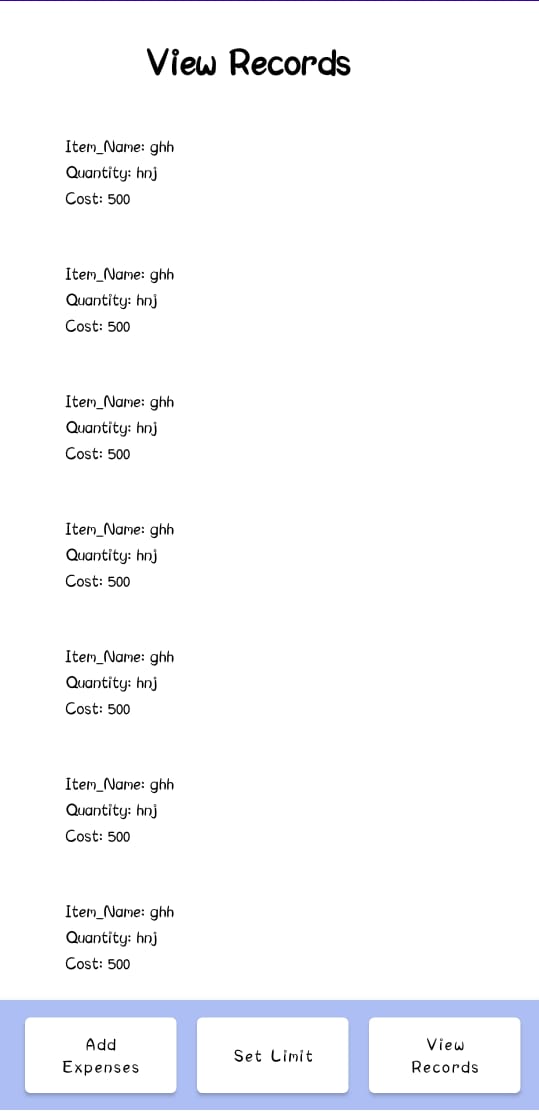 View Records
Item_Name: ghh
Quantity: hnj
Cost: 500
Item_Name: ghh
Quantity: hnj
Cost: 500
Item_Name: ghh
Quantity: hnj
Cost: 500
Item_Name: ghh
Quantity: hnj
Cost: 500
Item_Name: ghh
Quantity: hnj
Cost: 500
Item_Name: ghh
Quantity: hnj
Cost: 500
Item_Name: ghh
Quantity: hnj
Cost: 500
Add
Expenses
Set Limit
View
Records